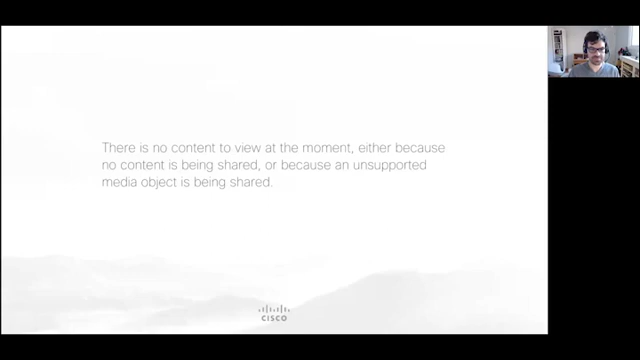 There is no content to view at the moment, either because
no content is being shared, or because an unsupported
media object is being shared.
CISCO